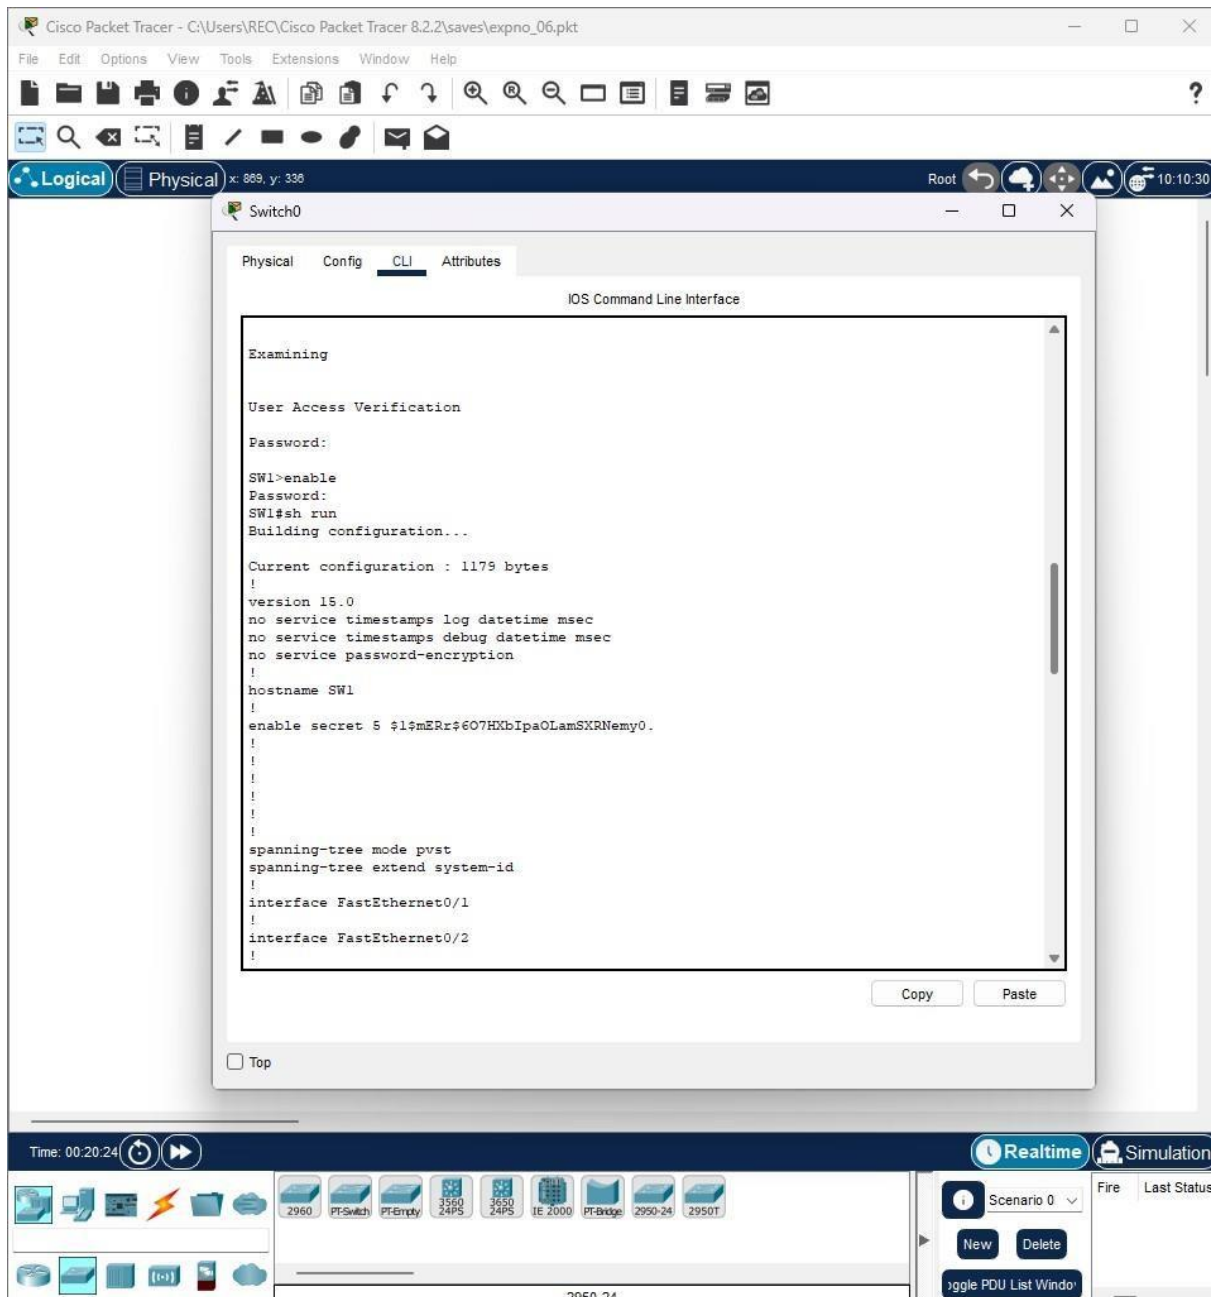 Cisco Packet Tracer - C:\Users\REC\Cisco Packet Tracer 8.2.2\saves\expno_06.pkt
File Edit Options View Tools Extensions Window Help
Logical Physical x: 869, y: 336 Root 10:10:30
Switch0
Physical Config CLI Attributes
IOS Command Line Interface
Examining
User Access Verification
Password:
SW1>enable
Password:
SW1#sh run
Building configuration...
Current configuration : 1179 bytes
!
version 15.0
no service timestamps log datetime msec
no service timestamps debug datetime msec
no service password-encryption
!
hostname SW1
!
enable secret 5 $1$mERr$6O7HXbIpaOLamSXRNemy0.
!
!
!
!
!
!
spanning-tree mode pvst
spanning-tree extend system-id
!
interface FastEthernet0/1
!
interface FastEthernet0/2
!
Copy Paste
Top
Time: 00:20:24 Realtime Simulation
2960 PT-Switch PT-Empty 3560 24PS 3650 24PS IE 2000 PT-Bridge 2950-24 2950T
Scenario 0 Fire Last Status
New Delete
oggle PDU List Windo
2950-24